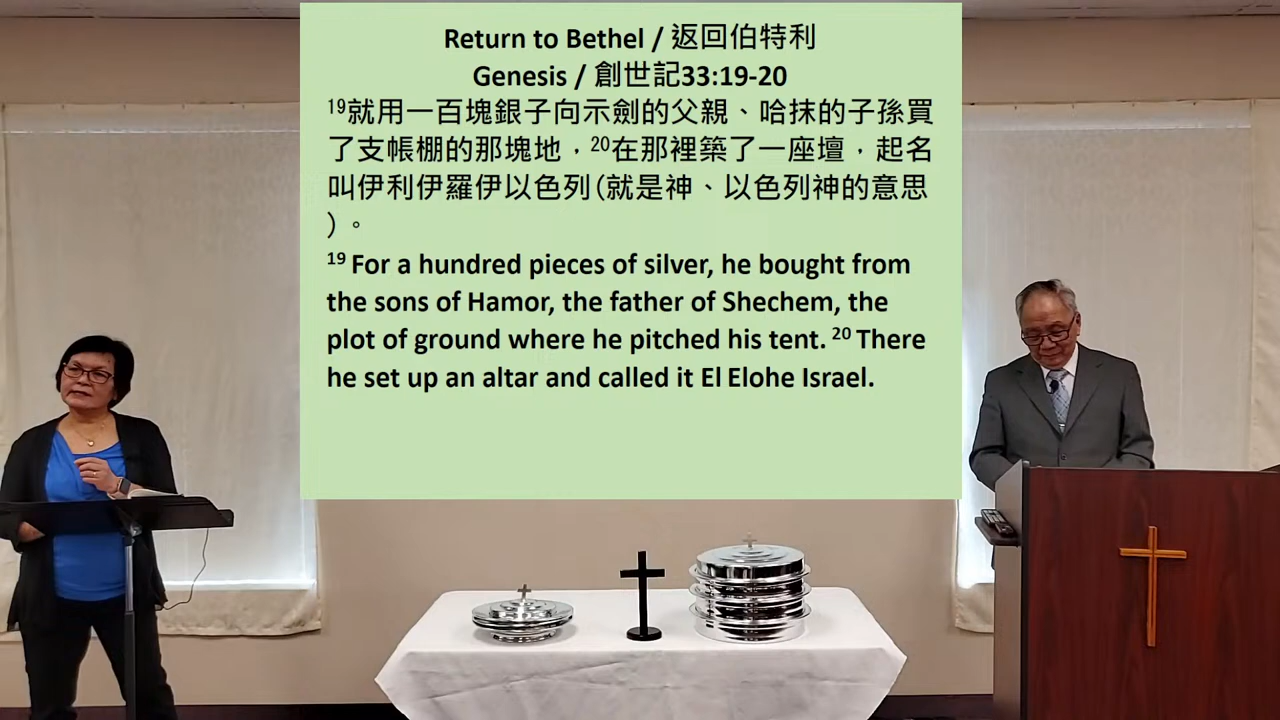 Return to Bethel / 返回伯特利
Genesis / 創世記33:19-20
19就用一百塊銀子向示劍的父親、哈抹的子孫買
了支帳棚的那塊地，20在那裡築了一座壇，起名
叫伊利伊羅伊以色列(就是神、以色列神的意思
)。
19 For a hundred pieces of silver, he bought from
the sons of Hamor, the father of Shechem, the
plot of ground where he pitched his tent. 20 There
he set up an altar and called it El Elohe Israel.